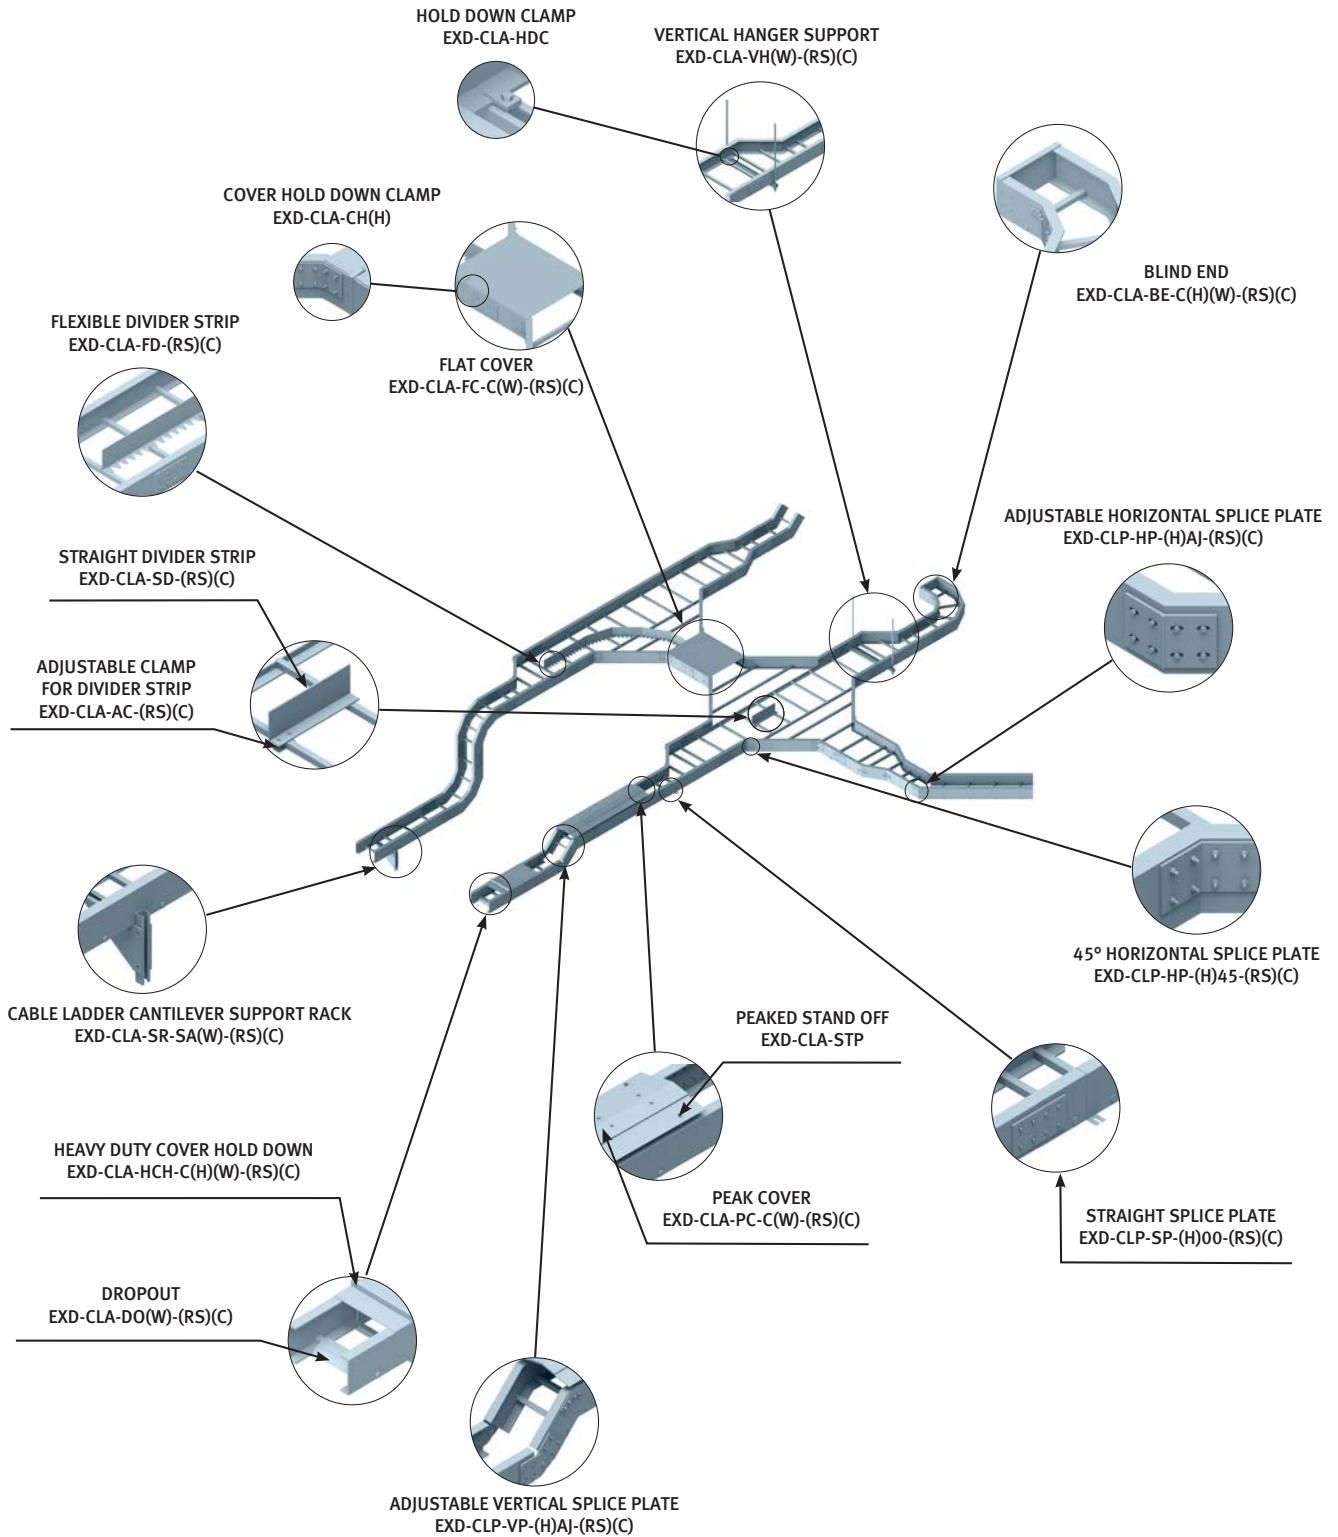 HOLD DOWN CLAMP
EXD-CLA-HDC
VERTICAL HANGER SUPPORT
EXD-CLA-VH(W)-(RS)(C)
COVER HOLD DOWN CLAMP
EXD-CLA-CH(H)
BLIND END
EXD-CLA-BE-C(H)(W)-(RS)(C)
FLEXIBLE DIVIDER STRIP
EXD-CLA-FD-(RS)(C)
FLAT COVER
EXD-CLA-FC-C(W)-(RS)(C)
ADJUSTABLE HORIZONTAL SPLICE PLATE
EXD-CLP-HP-(H)AJ-(RS)(C)
STRAIGHT DIVIDER STRIP
EXD-CLA-SD-(RS)(C)
ADJUSTABLE CLAMP
FOR DIVIDER STRIP
EXD-CLA-AC-(RS)(C)
45° HORIZONTAL SPLICE PLATE
EXD-CLP-HP-(H)45-(RS)(C)
CABLE LADDER CANTILEVER SUPPORT RACK
EXD-CLA-SR-SA(W)-(RS)(C)
PEAKED STAND OFF
EXD-CLA-STP
HEAVY DUTY COVER HOLD DOWN
EXD-CLA-HCH-C(H)(W)-(RS)(C)
PEAK COVER
EXD-CLA-PC-C(W)-(RS)(C)
STRAIGHT SPLICE PLATE
EXD-CLP-SP-(H)00-(RS)(C)
DROPOUT
EXD-CLA-DO(W)-(RS)(C)
ADJUSTABLE VERTICAL SPLICE PLATE
EXD-CLP-VP-(H)AJ-(RS)(C)